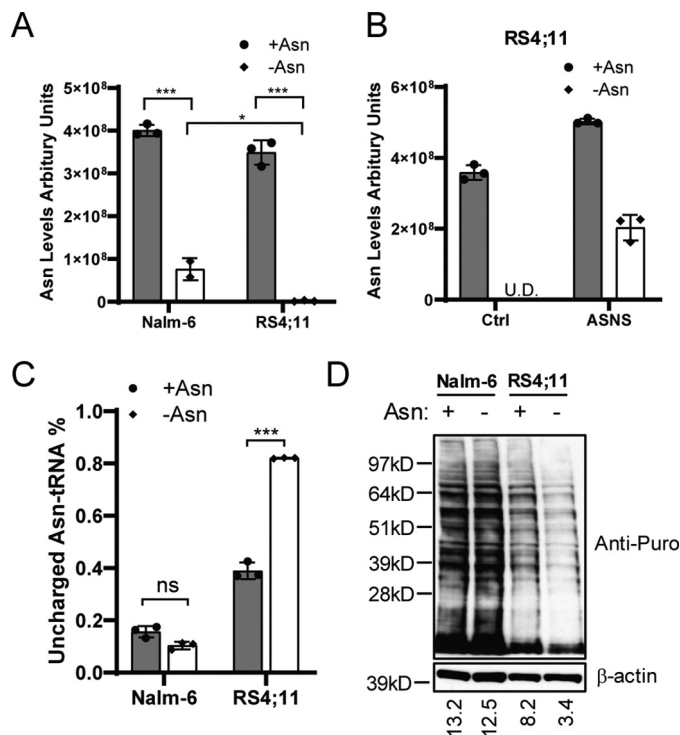 A
+Asn
-Asn
Asn Levels Arbitury Units
5×10⁸
4×10⁸
3×10⁸
2×10⁸
1×10⁸
0
***
***
*
Nalm-6
RS4;11
B
RS4;11
+Asn
-Asn
Asn Levels Arbitury Units
6×10⁸
4×10⁸
2×10⁸
0
U.D.
Ctrl
ASNS
C
+Asn
-Asn
Uncharged Asn-tRNA %
1.0
0.8
0.6
0.4
0.2
0.0
ns
***
Nalm-6
RS4;11
D
Nalm-6 RS4;11
Asn: + - + -
97kD
64kD
51kD
39kD
28kD
Anti-Puro
39kD
β-actin
13.2
12.5
8.2
3.4